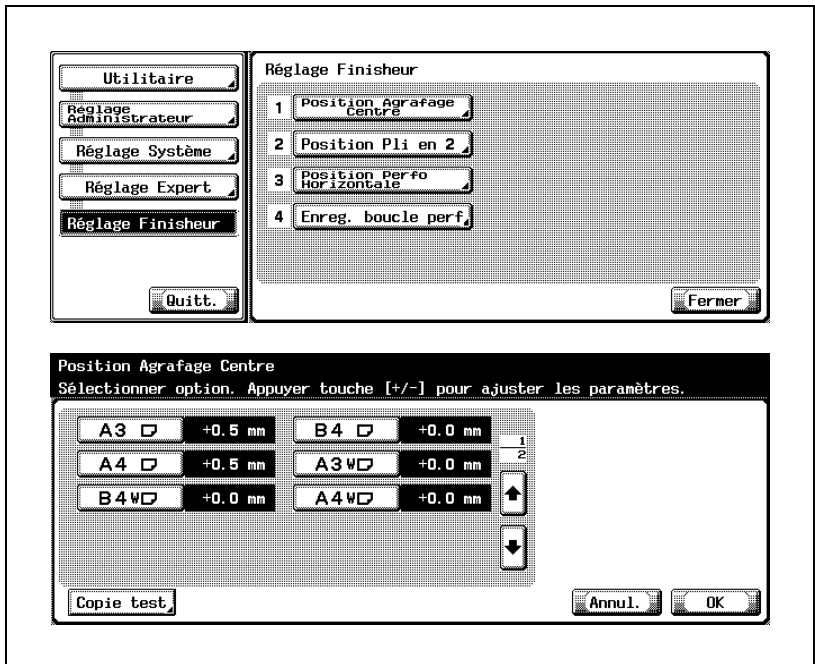 Utilitaire
Réglage
Administrateur
Réglage Système
Réglage Expert
Réglage Finisheur
Quitt.
Réglage Finisheur
1 Position Agrafage
Centre
2 Position Pli en 2
3 Position Perfo
Horizontale
4 Enreg. boucle perf
Fermer
Position Agrafage Centre
Sélectionner option. Appuyer touche [+/-] pour ajuster les paramètres.
A3 +0.5 mm B4 +0.0 mm
A4 +0.5 mm A3W +0.0 mm
B4W +0.0 mm A4W +0.0 mm
1
2
Copie test
Annul. OK